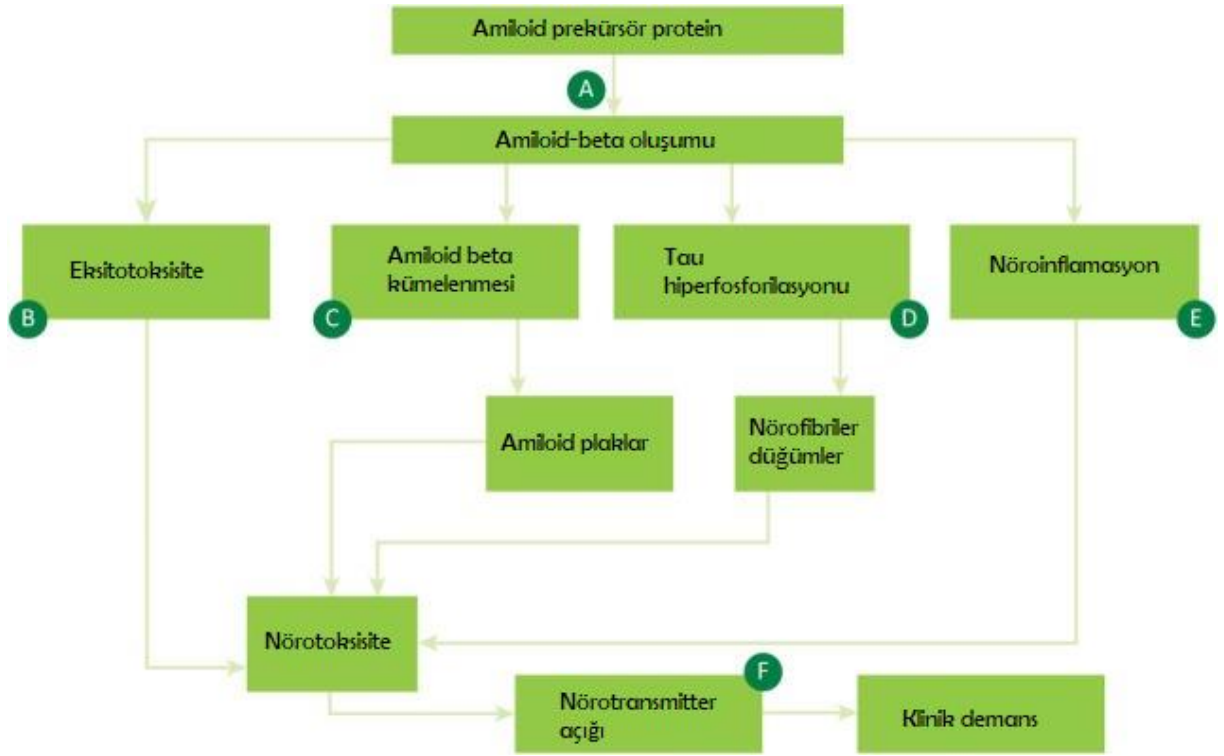 Amiloid prekürsör protein
A
Amiloid-beta oluşumu
Eksitotoksisite
B
Amiloid beta
kümelenmesi
C
Tau
hiperfosforilasyonu
D
Nöroinflamasyon
E
Amiloid plaklar
Nörofibriler
düğümler
Nörotoksisite
Nörotransmitter
açığı
F
Klinik demans